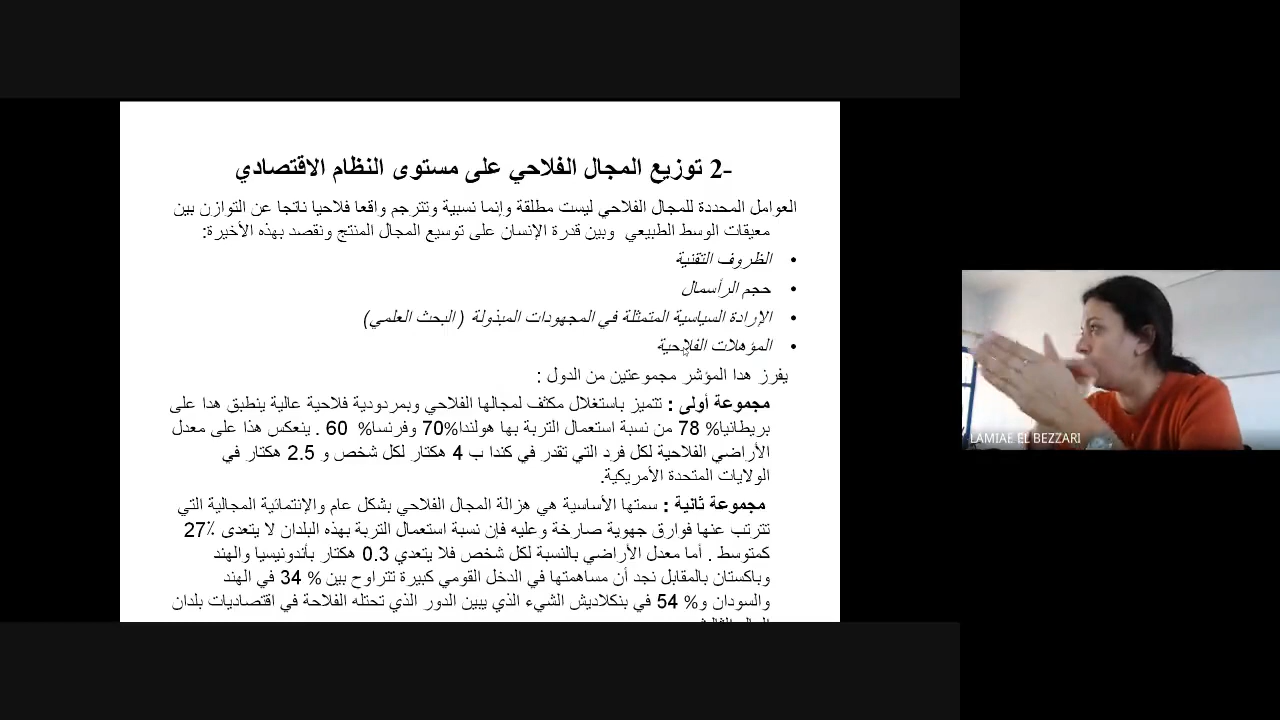 2- توزيع المجال الفلاحي على مستوى النظام الاقتصادي
العوامل المحددة للمجال الفلاحي ليست مطلقة وإنما نسبية وتترجم واقعا فلاحيا ناتجا عن التوازن بين
معيقات الوسط الطبيعي وبين قدرة الإنسان على توسيع المجال المنتج ونقصد بهذه الأخيرة:
• الظروف التقنية
• حجم الرأسمال
• الإرادة السياسية المتمثلة في المجهودات المبذولة (البحث العلمي)
• المؤهلات الفلاحية
يفرز هدا المؤشر مجموعتين من الدول :
مجموعة أولى : تتميز باستغلال مكثف لمجالها الفلاحي وبمردودية فلاحية عالية ينطبق هدا على
بريطانيا% 78 من نسبة استعمال التربة بها هولندا%70 وفرنسا% 60 . ينعكس هذا على معدل
الأراضي الفلاحية لكل فرد التي تقدر في كندا ب 4 هكتار لكل شخص و 2.5 هكتار في
الولايات المتحدة الأمريكية.
مجموعة ثانية : سمتها الأساسية هي هزالة المجال الفلاحي بشكل عام والإنتمائية المجالية التي
تترتب عنها فوارق جهوية صارخة وعليه فإن نسبة استعمال التربة بهذه البلدان لا يتعدى 27٪
كمتوسط . أما معدل الأراضي بالنسبة لكل شخص فلا يتعدي 0.3 هكتار بأندونيسيا والهند
وباكستان بالمقابل نجد أن مساهمتها في الدخل القومي كبيرة تتراوح بين % 34 في الهند
والسودان و% 54 في بنكلاديش الشيء الذي يبين الدور الذي تحتله الفلاحة في اقتصاديات بلدان
LAMIAE EL BEZZARI